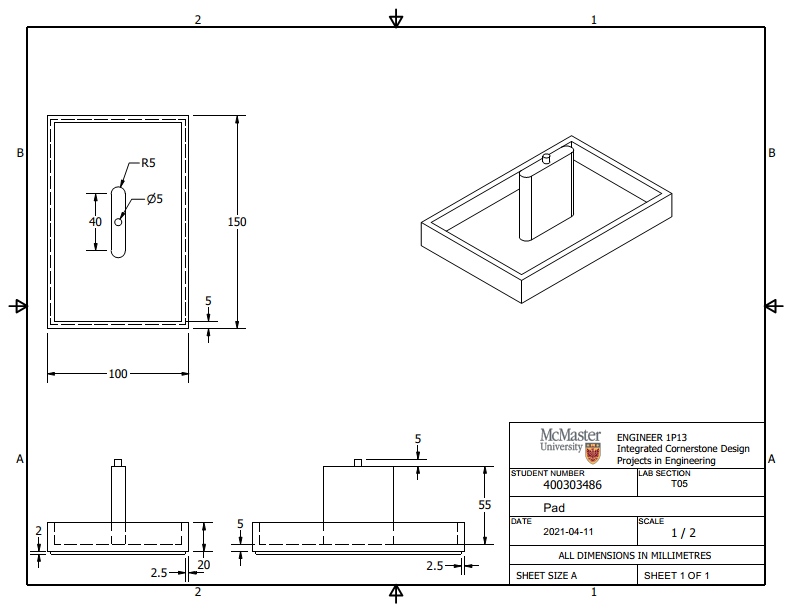 2
1
B
B
R5
Ø5
40
150
5
100
A
A
5
55
2
20
2.5
5
2.5
McMaster
University
ENGINEER 1P13
Integrated Cornerstone Design
Projects in Engineering
STUDENT NUMBER
400303486
LAB SECTION
T05
Pad
DATE
2021-04-11
SCALE
1 / 2
ALL DIMENSIONS IN MILLIMETRES
SHEET SIZE A
SHEET 1 OF 1
2
1